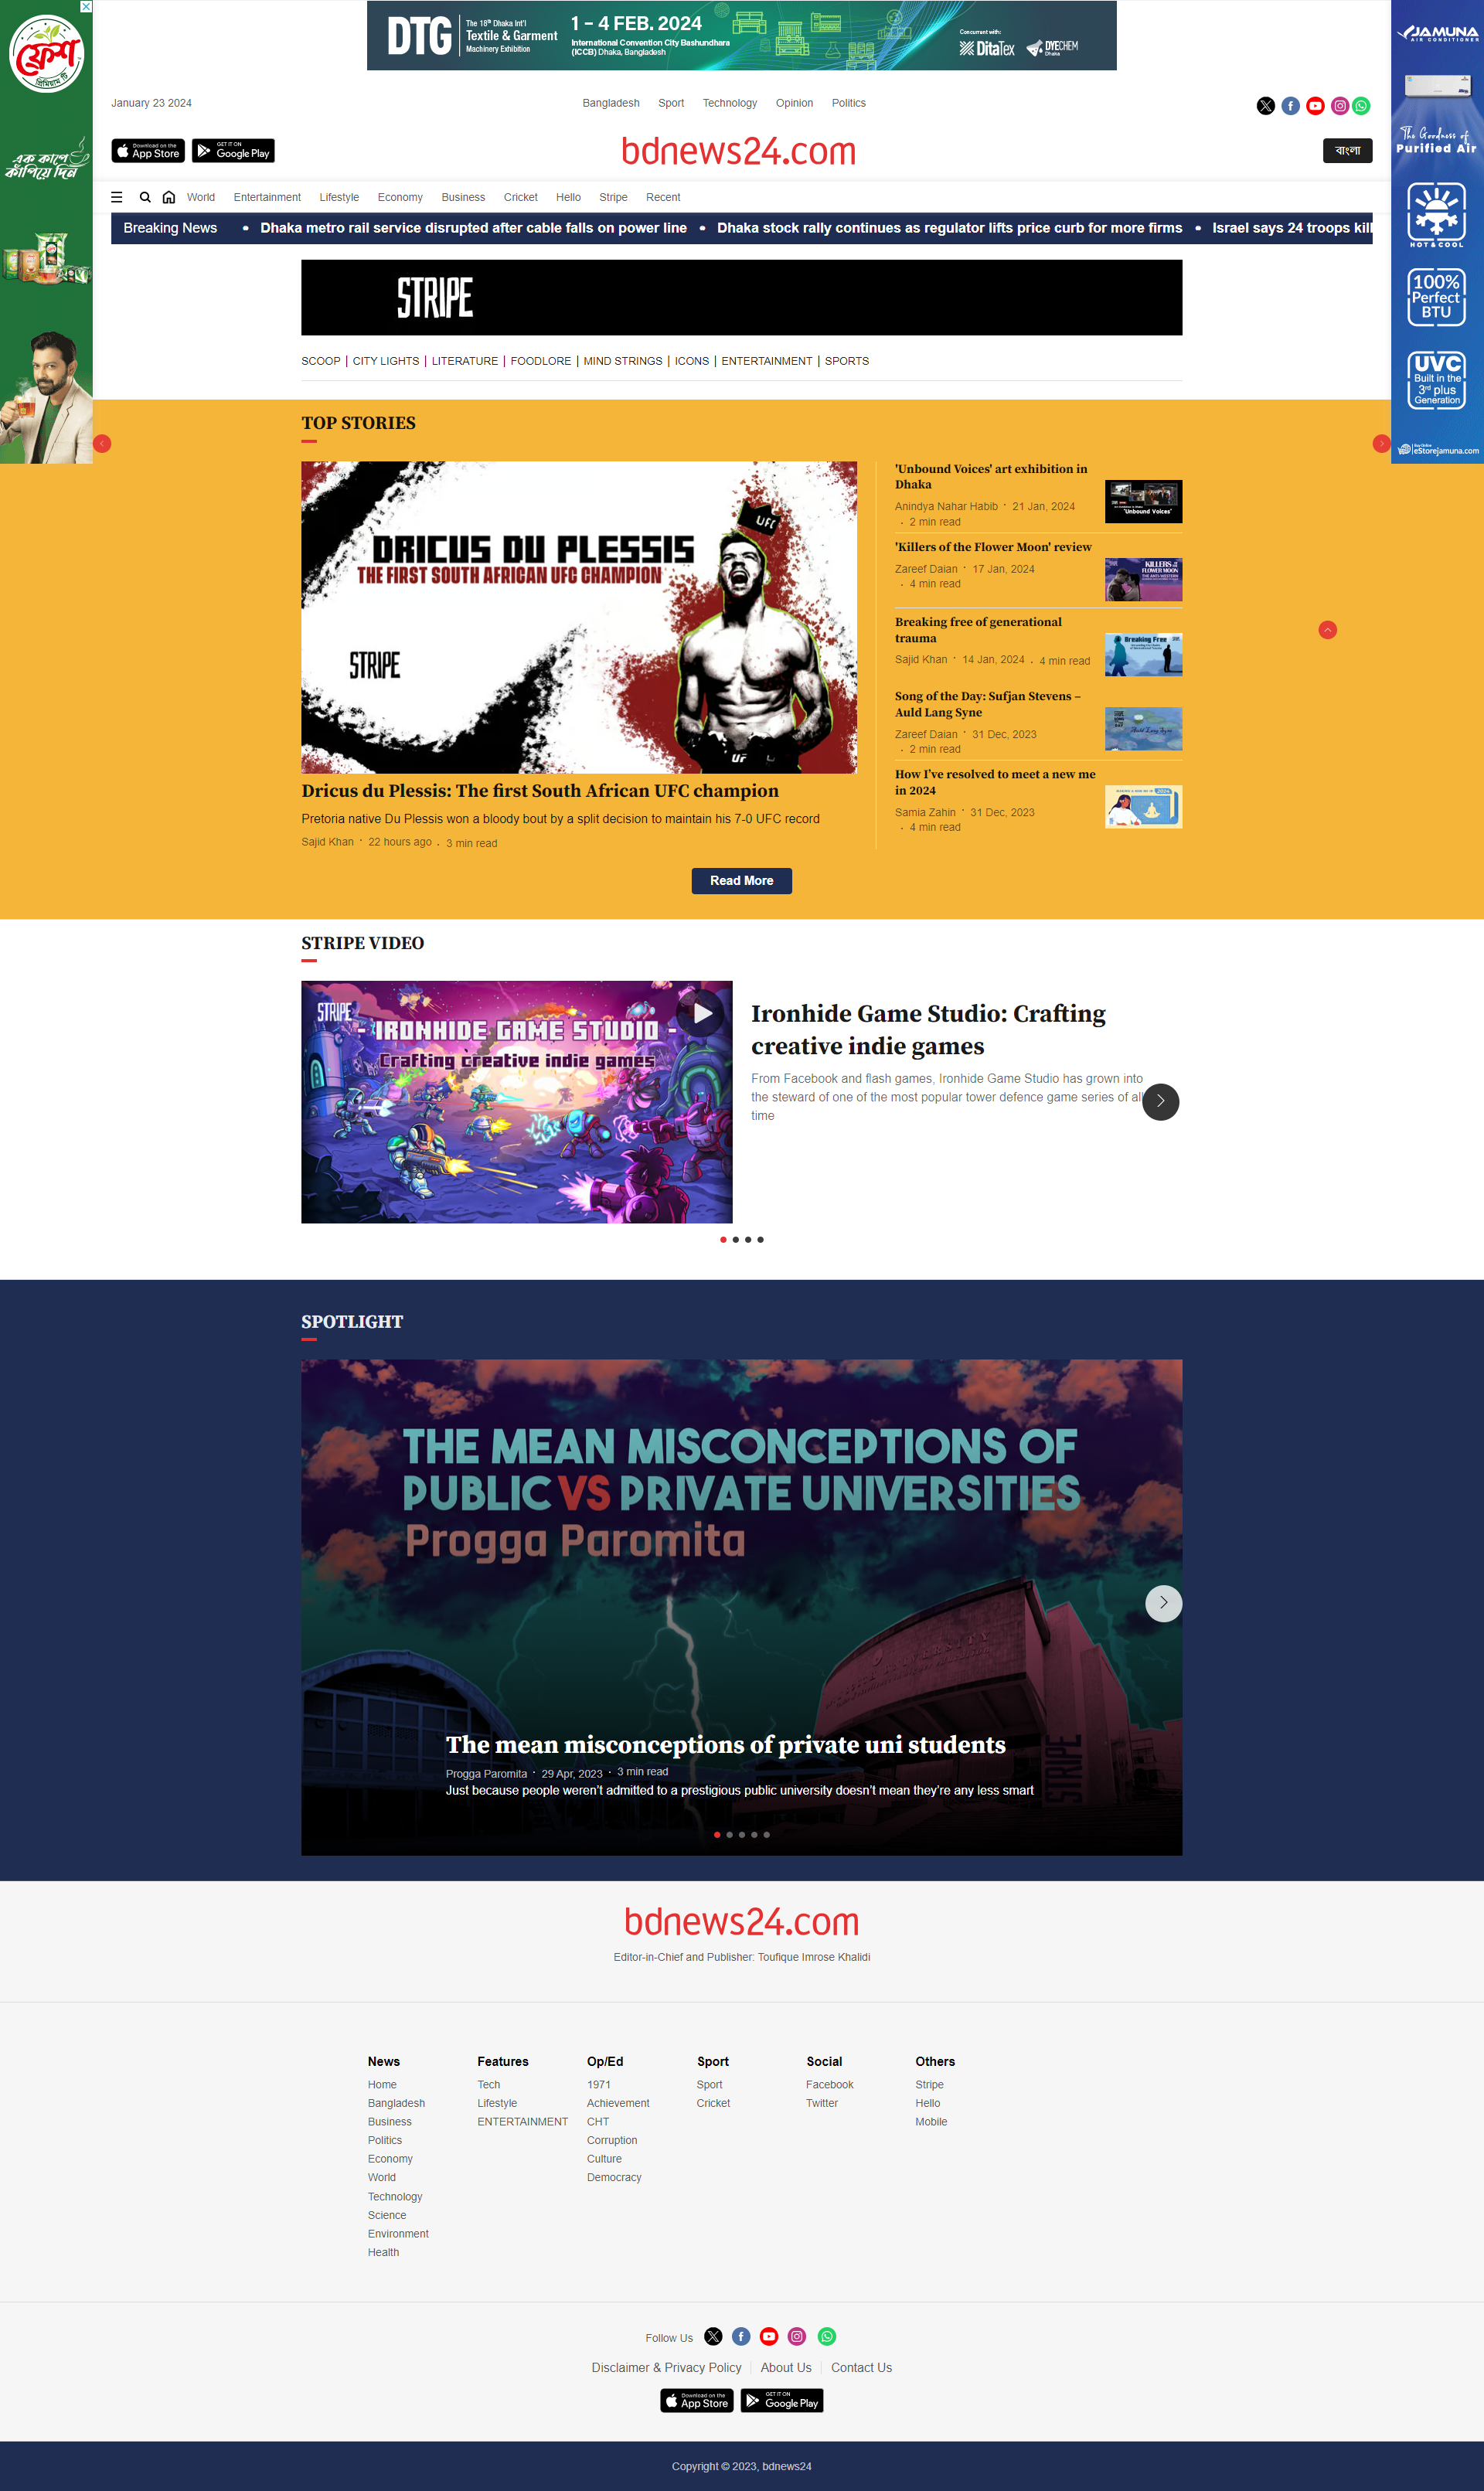 DTG
The 18th Dhaka Int'l
Textile & Garment
Machinery Exhibition
1 – 4 FEB. 2024
International Convention City Bashundhara
(ICCB) Dhaka, Bangladesh
Concurrent with:
DitaTex
DYECHEM
Dhaka
ফ্রেশ
প্রিমিয়াম টি
এক কাপে
কাঁপিয়ে দিন
JAMUNA
AIR CONDITIONER
The Goodness of
Purified Air
HOT & COOL
100%
Perfect
BTU
UVC
Built in the
3rd plus
Generation
Buy Online
eStorejamuna.com
January 23 2024
Bangladesh Sport Technology Opinion Politics
Download on the
App Store
GET IT ON
Google Play
bdnews24.com
বাংলা
World Entertainment Lifestyle Economy Business Cricket Hello Stripe Recent
Breaking News • Dhaka metro rail service disrupted after cable falls on power line • Dhaka stock rally continues as regulator lifts price curb for more firms • Israel says 24 troops kill
STRIPE
SCOOP | CITY LIGHTS | LITERATURE | FOODLORE | MIND STRINGS | ICONS | ENTERTAINMENT | SPORTS
TOP STORIES
UFC
DRICUS DU PLESSIS
THE FIRST SOUTH AFRICAN UFC CHAMPION
STRIPE
UF
Dricus du Plessis: The first South African UFC champion
Pretoria native Du Plessis won a bloody bout by a split decision to maintain his 7-0 UFC record
Sajid Khan · 22 hours ago . 3 min read
'Unbound Voices' art exhibition in
Dhaka
Anindya Nahar Habib · 21 Jan, 2024
. 2 min read
'Unbound Voices'
'Killers of the Flower Moon' review
Zareef Daian · 17 Jan, 2024
. 4 min read
KILLERS OF THE
FLOWER MOON
THE ANTI-WESTERN
Breaking free of generational
trauma
Sajid Khan · 14 Jan, 2024 . 4 min read
Breaking Free
Song of the Day: Sufjan Stevens –
Auld Lang Syne
Zareef Daian · 31 Dec, 2023
. 2 min read
Auld Lang Syne
How I've resolved to meet a new me
in 2024
Samia Zahin · 31 Dec, 2023
. 4 min read
2024
Read More
STRIPE VIDEO
STRIPE
- IRONHIDE GAME STUDIO -
Crafting creative indie games
Ironhide Game Studio: Crafting
creative indie games
From Facebook and flash games, Ironhide Game Studio has grown into
the steward of one of the most popular tower defence game series of all
time
SPOTLIGHT
THE MEAN MISCONCEPTIONS OF
PUBLIC VS PRIVATE UNIVERSITIES
Progga Paromita
STRIPE
The mean misconceptions of private uni students
Progga Paromita · 29 Apr, 2023 · 3 min read
Just because people weren't admitted to a prestigious public university doesn't mean they're any less smart
bdnews24.com
Editor-in-Chief and Publisher: Toufique Imrose Khalidi
News
Home
Bangladesh
Business
Politics
Economy
World
Technology
Science
Environment
Health
Features
Tech
Lifestyle
ENTERTAINMENT
Op/Ed
1971
Achievement
CHT
Corruption
Culture
Democracy
Sport
Sport
Cricket
Social
Facebook
Twitter
Others
Stripe
Hello
Mobile
Follow Us
Disclaimer & Privacy Policy | About Us | Contact Us
Download on the
App Store
GET IT ON
Google Play
Copyright © 2023, bdnews24